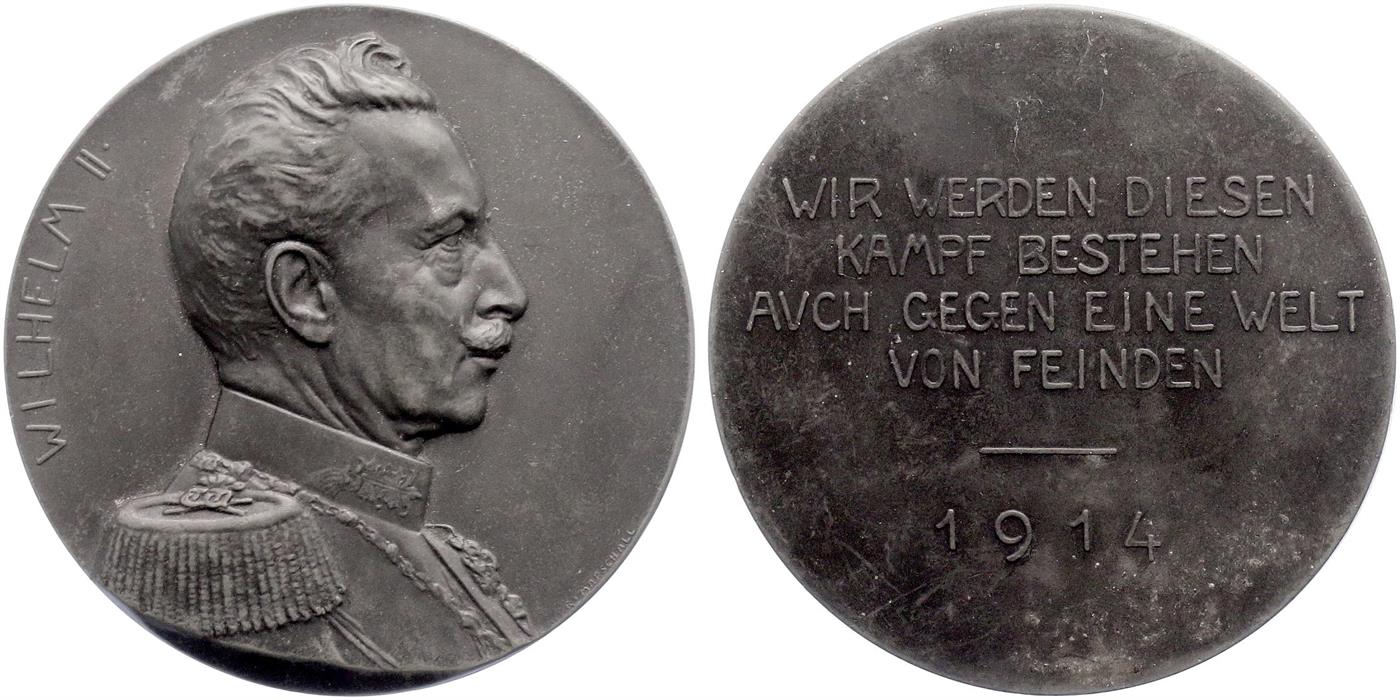 WILHELM II.
WIR WERDEN DIESEN
KAMPF BESTEHEN
AVCH GEGEN EINE WELT
VON FEINDEN
1914